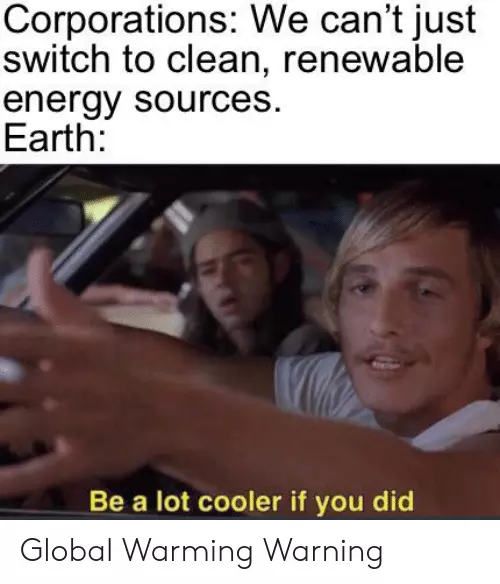 Corporations: We can't just
switch to clean, renewable
energy sources.
Earth:
Be a lot cooler if you did
Global Warming Warning